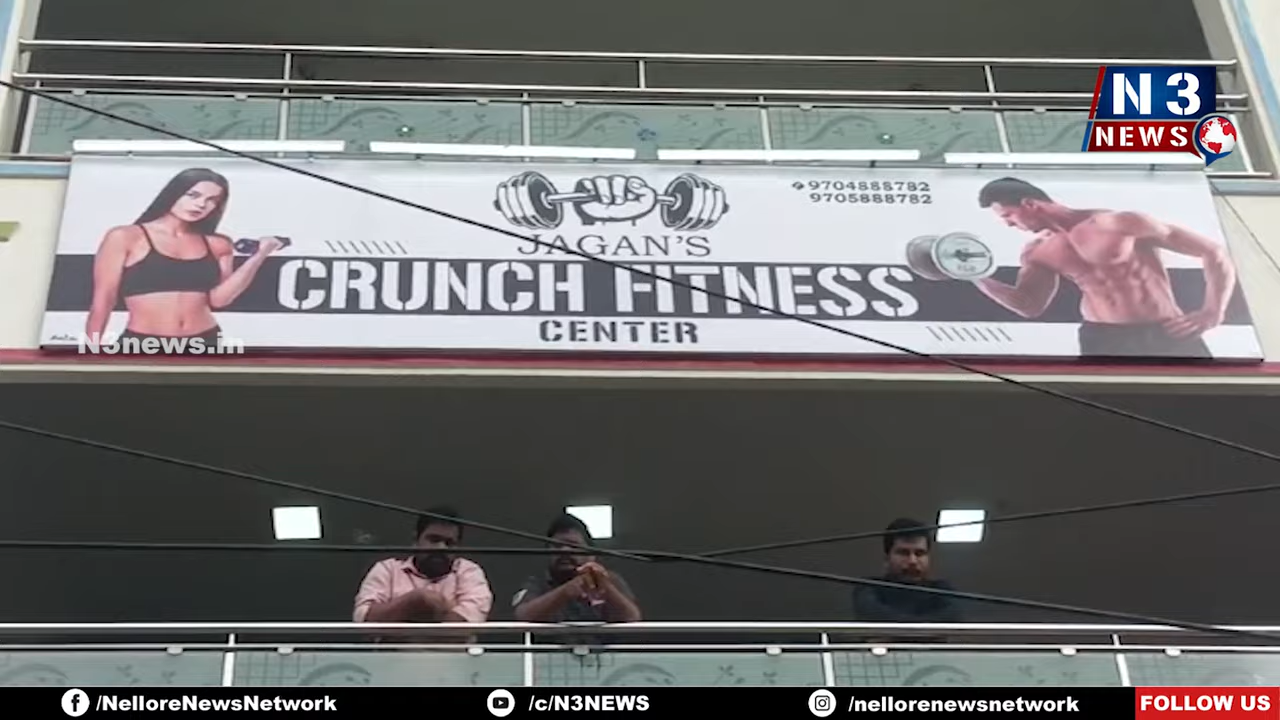 N3
NEWS
9704888782
9705888782
JAGAN'S
CRUNCH FITNESS
CENTER
N3news.in
/NelloreNewsNetwork
/c/N3NEWS
/nellorenewsnetwork
FOLLOW US